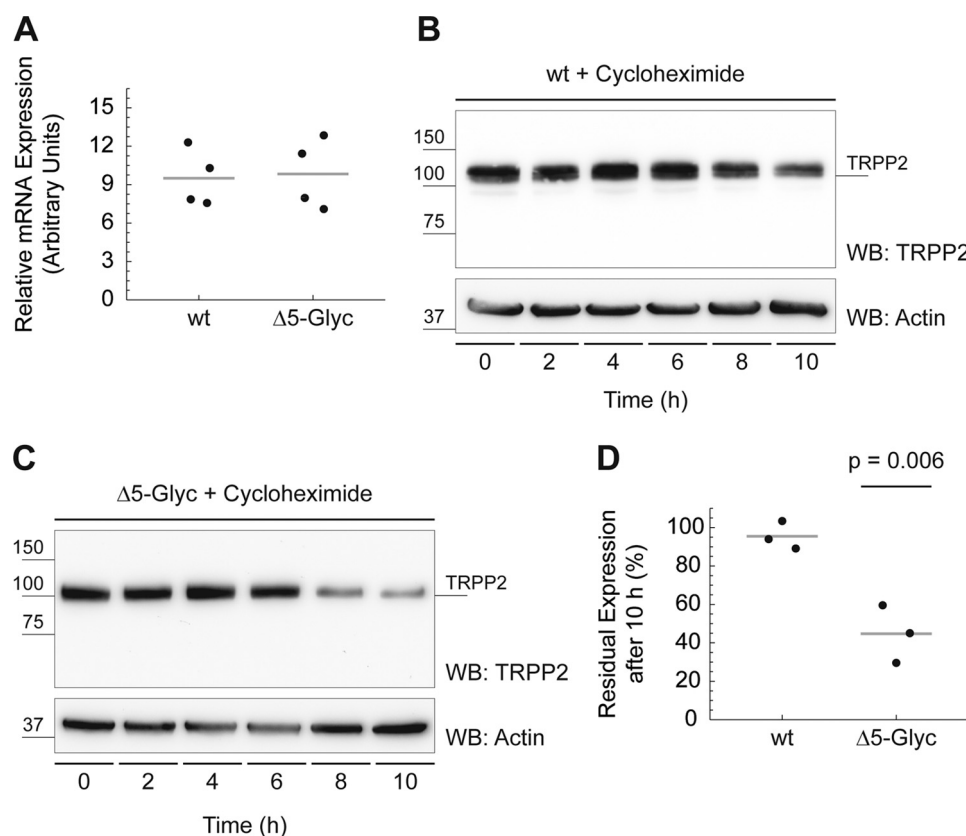 A
Relative mRNA Expression
(Arbitrary Units)
15
12
9
6
3
0
wt
Δ5-Glyc
B
wt + Cycloheximide
150
100
75
37
TRPP2
WB: TRPP2
WB: Actin
0 2 4 6 8 10
Time (h)
C
Δ5-Glyc + Cycloheximide
150
100
75
37
TRPP2
WB: TRPP2
WB: Actin
0 2 4 6 8 10
Time (h)
D
p = 0.006
Residual Expression
after 10 h (%)
100
80
60
40
20
0
wt
Δ5-Glyc